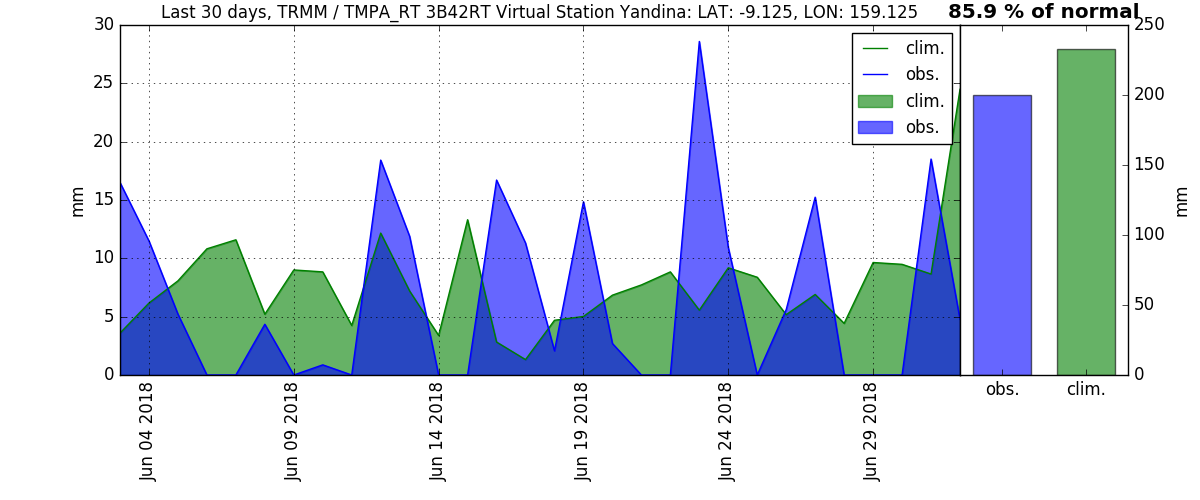 Last 30 days, TRMM / TMPA_RT 3B42RT Virtual Station Yandina: LAT: -9.125, LON: 159.125
85.9 % of normal
clim.
obs.
clim.
obs.
30
25
20
15
10
5
0
mm
Jun 04 2018
Jun 09 2018
Jun 14 2018
Jun 19 2018
Jun 24 2018
Jun 29 2018
obs.
clim.
250
200
150
100
50
0
mm